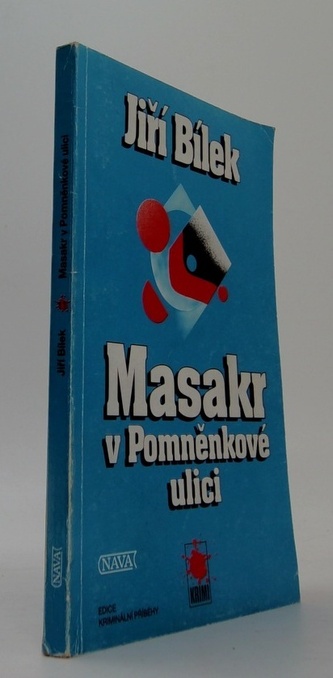 Jiří Bílek
Masakr
v Pomněnkové
ulici
NAVA
KRIMI
EDICE
KRIMINÁLNÍ PŘÍBĚHY
Jiří Bílek Masakr v Pomněnkové ulici
NAVA